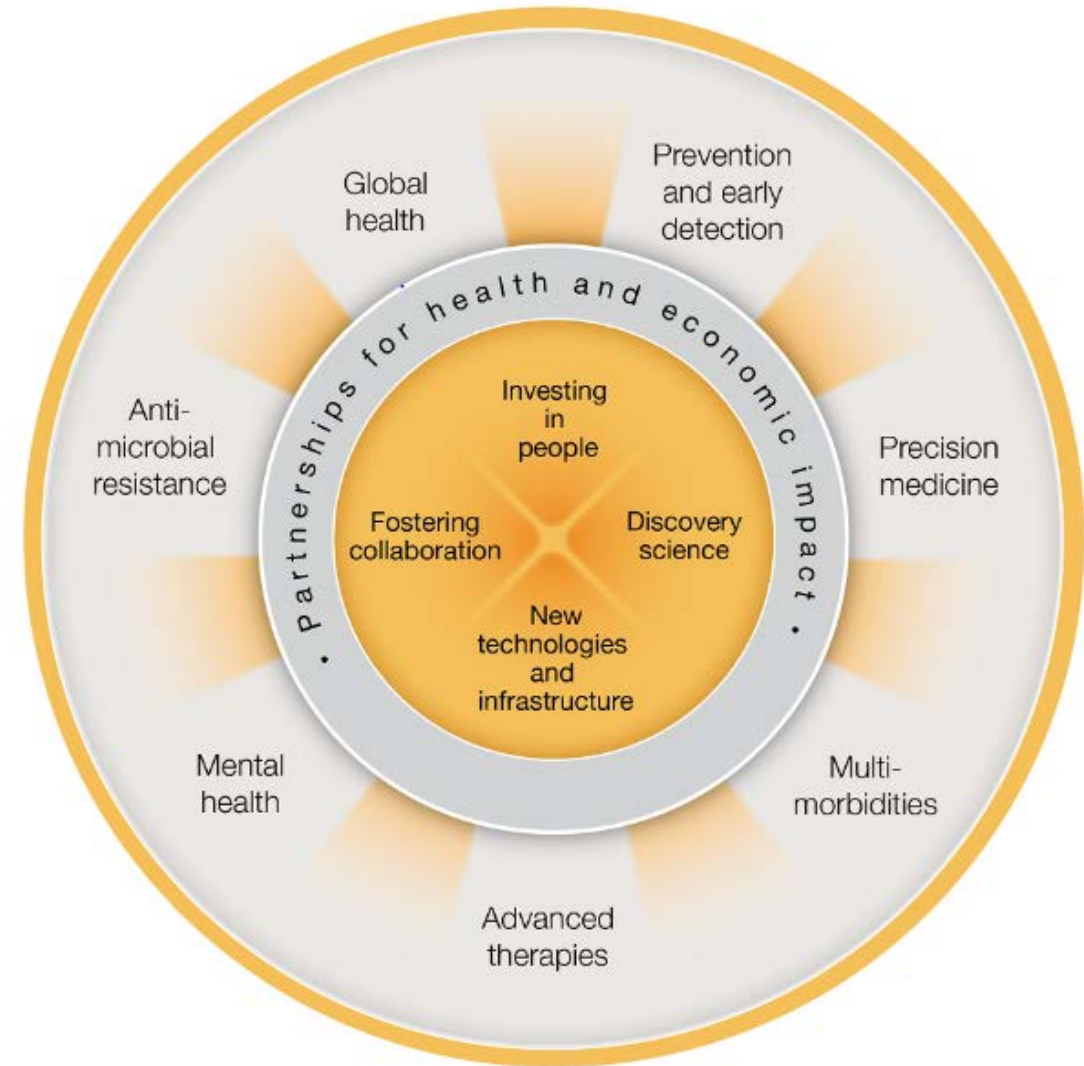 Prevention
and early
detection
Precision
medicine
Multi-
morbidities
Advanced
therapies
Mental
health
Anti-
microbial
resistance
Global
health
• Partnerships for health and economic impact •
Investing
in
people
Discovery
science
New
technologies
and
infrastructure
Fostering
collaboration